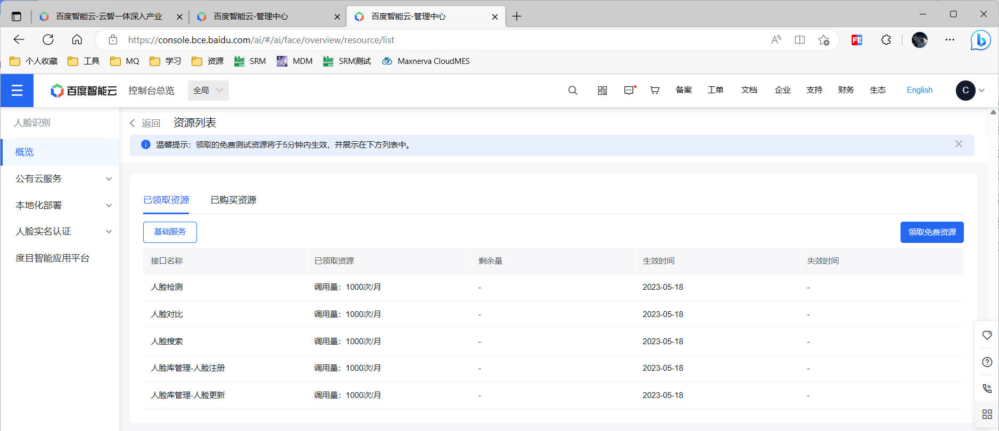 百度智能云-云智一体深入产业
百度智能云-管理中心
百度智能云-管理中心
https://console.bce.baidu.com/ai/#/ai/face/overview/resource/list
个人收藏 工具 MQ 学习 资源 SRM MDM SRM测试 Maxnerva CloudMES
百度智能云 控制台总览 全局 备案 工单 文档 企业 支持 财务 生态 English C
人脸识别
概览
公有云服务
本地化部署
人脸实名认证
度目智能应用平台
返回 资源列表
温馨提示：领取的免费测试资源将于5分钟内生效，并展示在下方列表中。
已领取资源 已购买资源
基础服务 领取免费资源
接口名称 已领取资源 剩余量 生效时间 失效时间
人脸检测 调用量：1000次/月 - 2023-05-18 -
人脸对比 调用量：1000次/月 - 2023-05-18 -
人脸搜索 调用量：1000次/月 - 2023-05-18 -
人脸库管理-人脸注册 调用量：1000次/月 - 2023-05-18 -
人脸库管理-人脸更新 调用量：1000次/月 - 2023-05-18 -